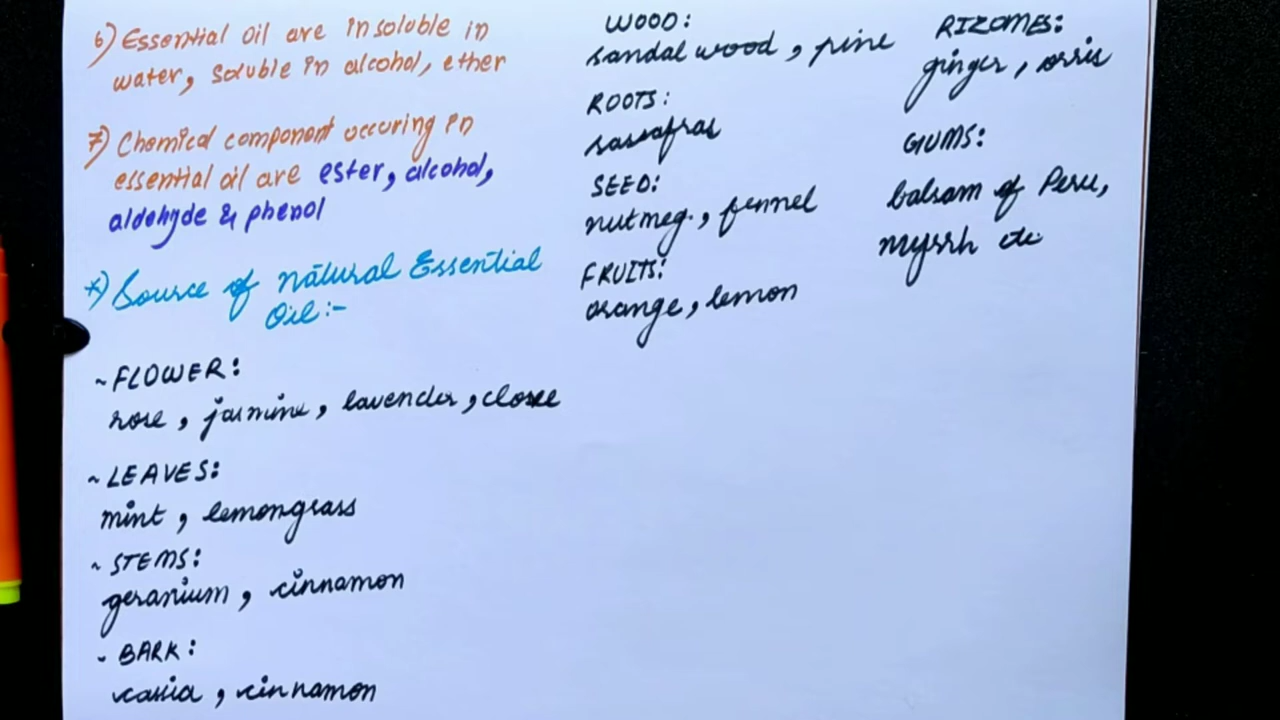 6) Essential oil are insoluble in
water, soluble in alcohol, ether
7) Chemical component occuring in
essential oil are ester, alcohol,
aldehyde & phenol
*) Source of natural Essential
Oil:-
~ FLOWER:
rose, jasmine, lavender, clove
~ LEAVES:
mint, lemongrass
~ STEMS:
geranium, cinnamon
- BARK:
cassia, cinnamon
WOOD:
sandal wood, pine
ROOTS:
sassafras
SEED:
nutmeg, fennel
FRUITS:
orange, lemon
RIZOMES:
ginger, orris
GUMS:
balsam of Peru,
myrrh etc